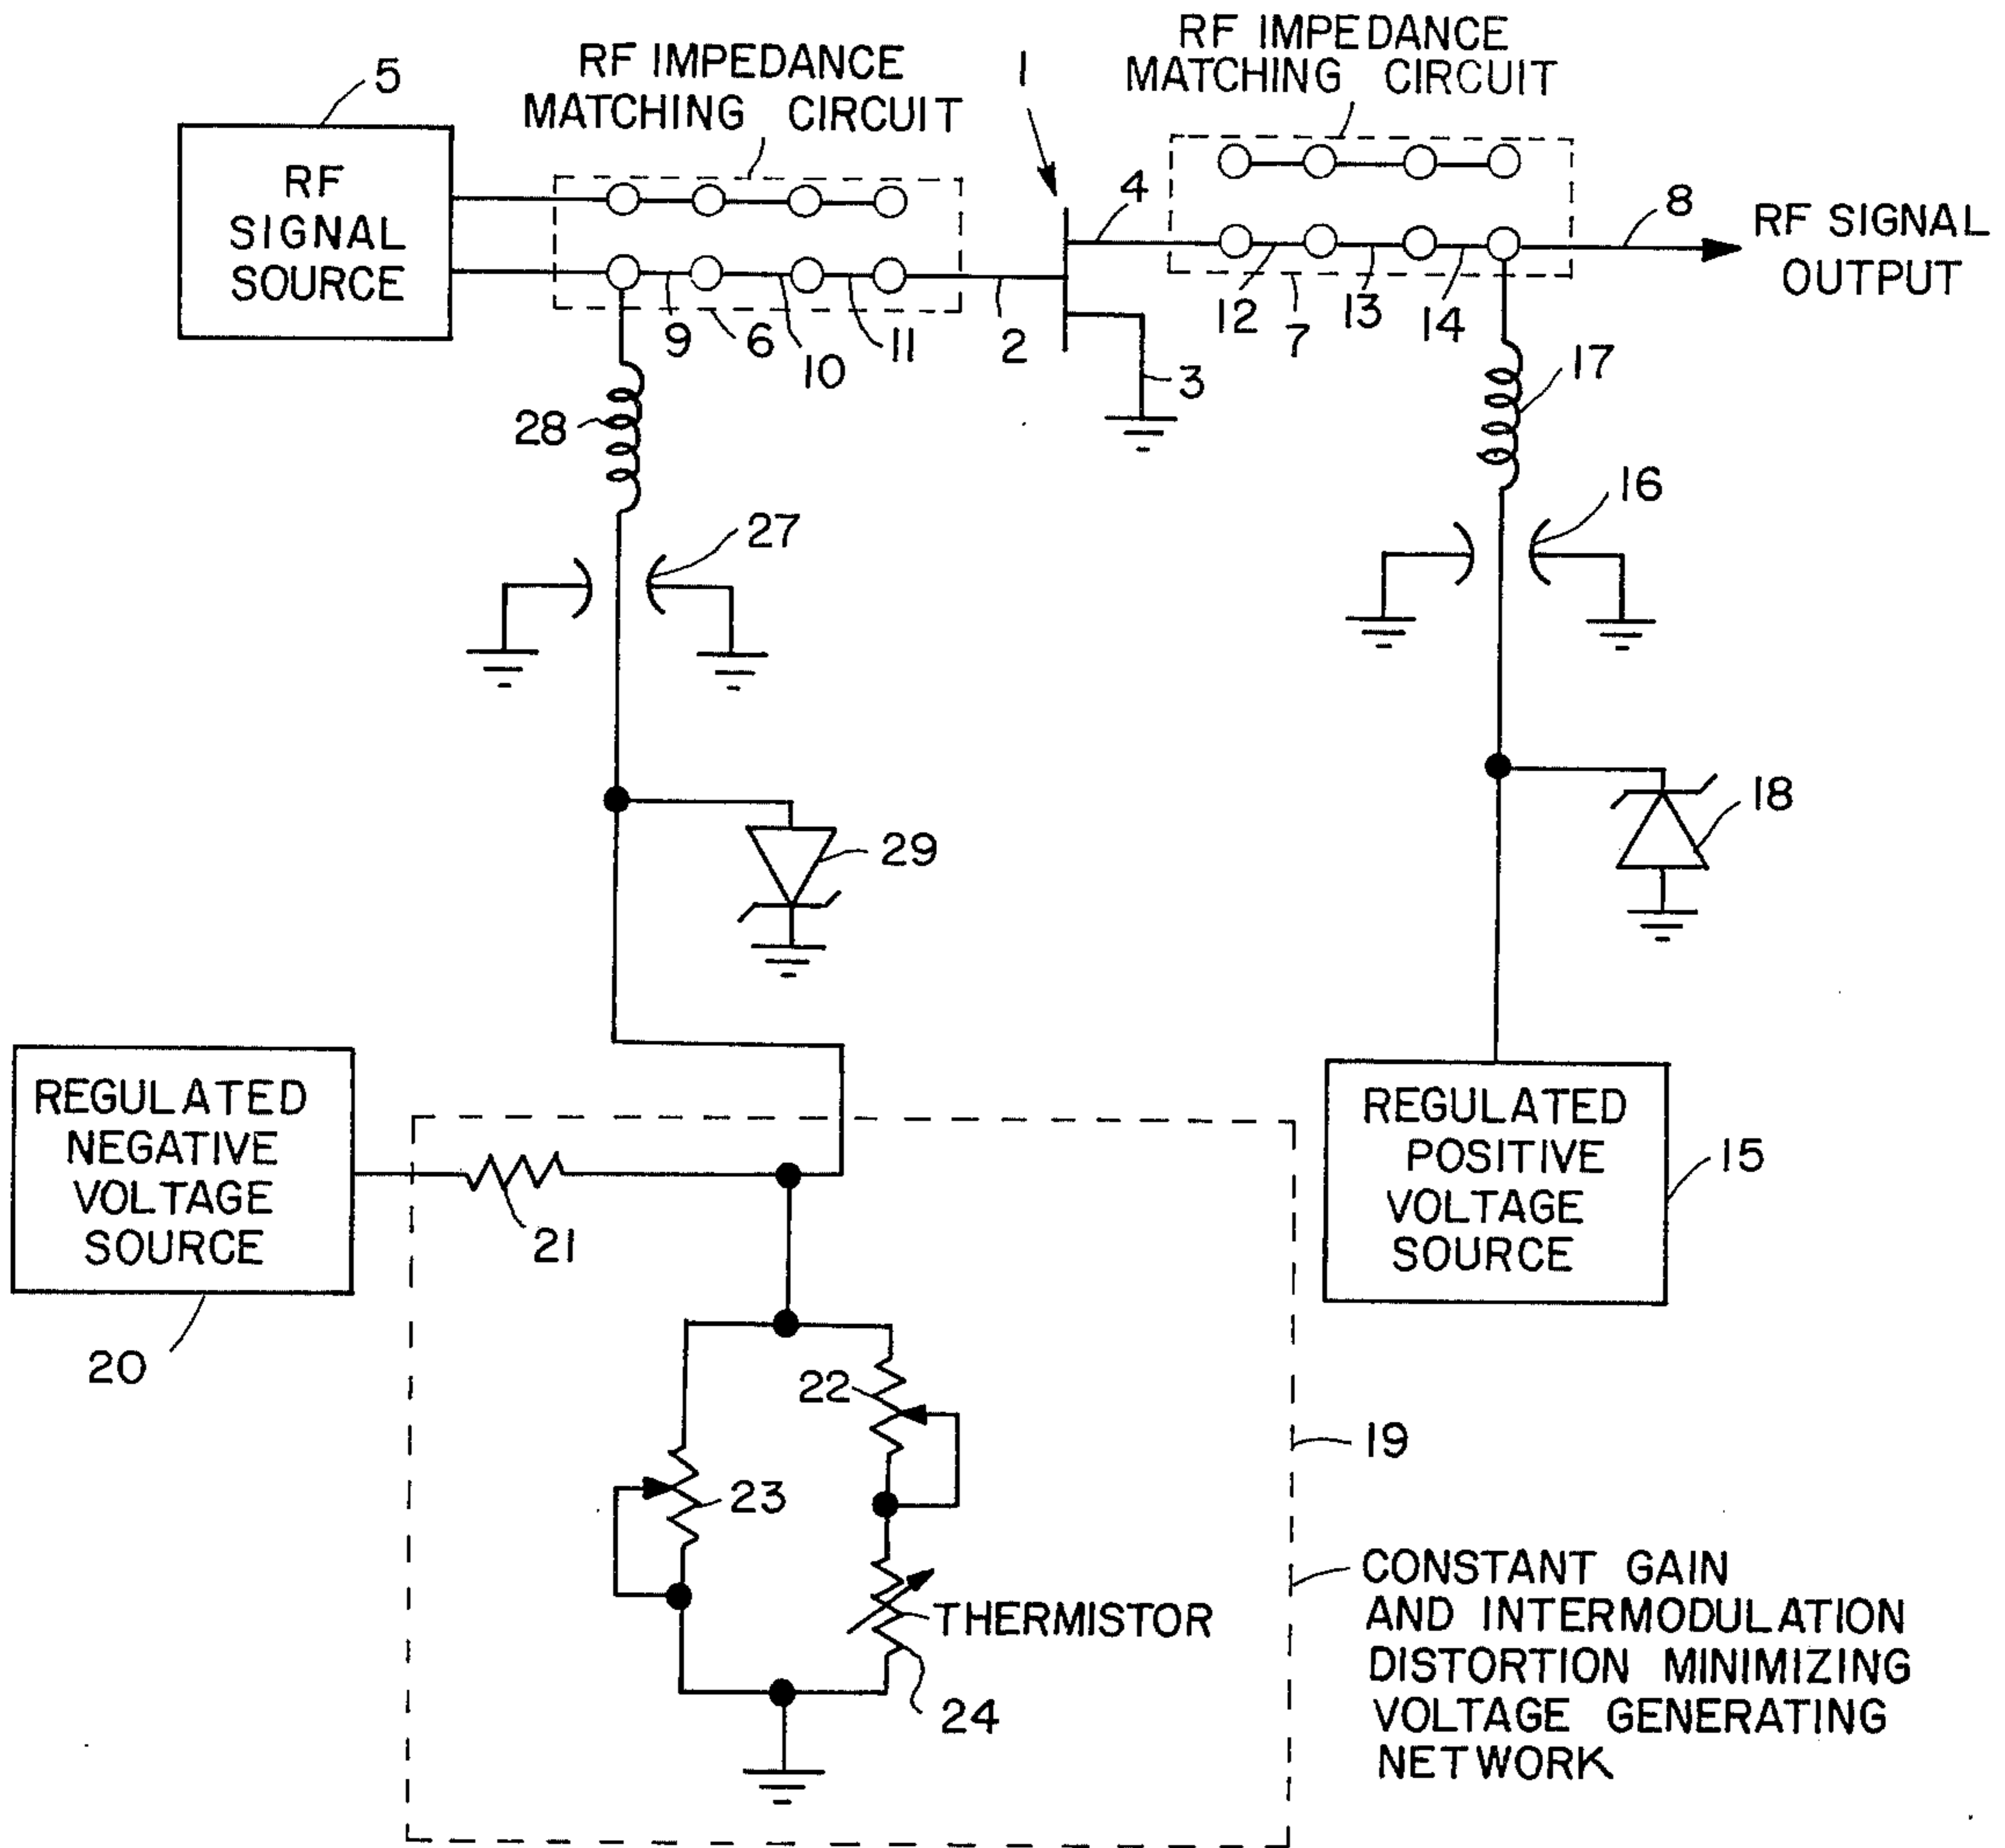 5
RF
SIGNAL
SOURCE
RF IMPEDANCE
MATCHING CIRCUIT
1
RF IMPEDANCE
MATCHING CIRCUIT
4
8
RF SIGNAL
OUTPUT
9
6
10
11
2
3
12
7
13
14
28
17
27
16
29
18
REGULATED
NEGATIVE
VOLTAGE
SOURCE
20
21
REGULATED
POSITIVE
VOLTAGE
SOURCE
15
22
23
19
THERMISTOR
24
CONSTANT GAIN
AND INTERMODULATION
DISTORTION MINIMIZING
VOLTAGE GENERATING
NETWORK